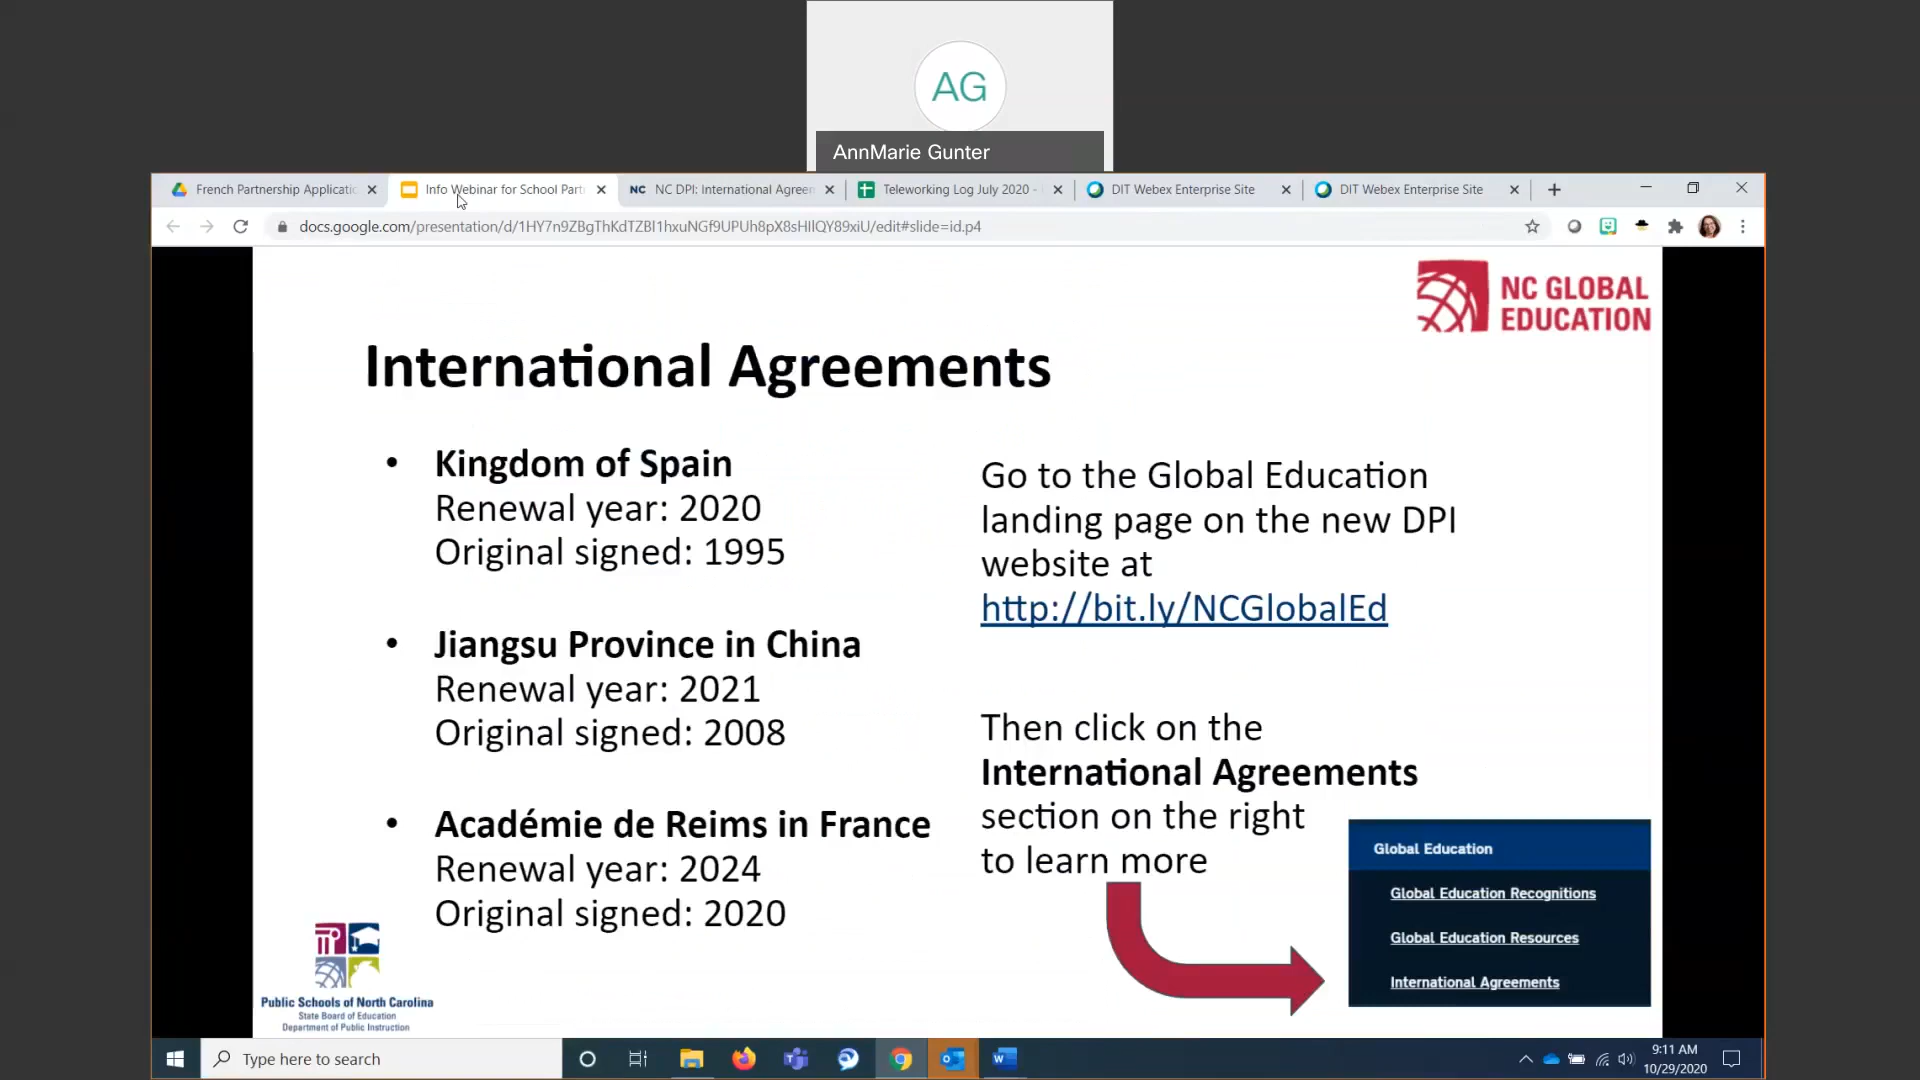 AG
AnnMarie Gunter
French Partnership Applicatio
Info Webinar for School Part
NC NC DPI: International Agreen
Teleworking Log July 2020 -
DIT Webex Enterprise Site
DIT Webex Enterprise Site
docs.google.com/presentation/d/1HY7n9ZBgThKdTZBl1hxuNGf9UPUh8pX8sHIlQY89xiU/edit#slide=id.p4
NC GLOBAL
EDUCATION
International Agreements
• Kingdom of Spain
Renewal year: 2020
Original signed: 1995
• Jiangsu Province in China
Renewal year: 2021
Original signed: 2008
• Académie de Reims in France
Renewal year: 2024
Original signed: 2020
Go to the Global Education
landing page on the new DPI
website at
http://bit.ly/NCGlobalEd
Then click on the
International Agreements
section on the right
to learn more
Global Education
Global Education Recognitions
Global Education Resources
International Agreements
Public Schools of North Carolina
State Board of Education
Department of Public Instruction
Type here to search
9:11 AM
10/29/2020